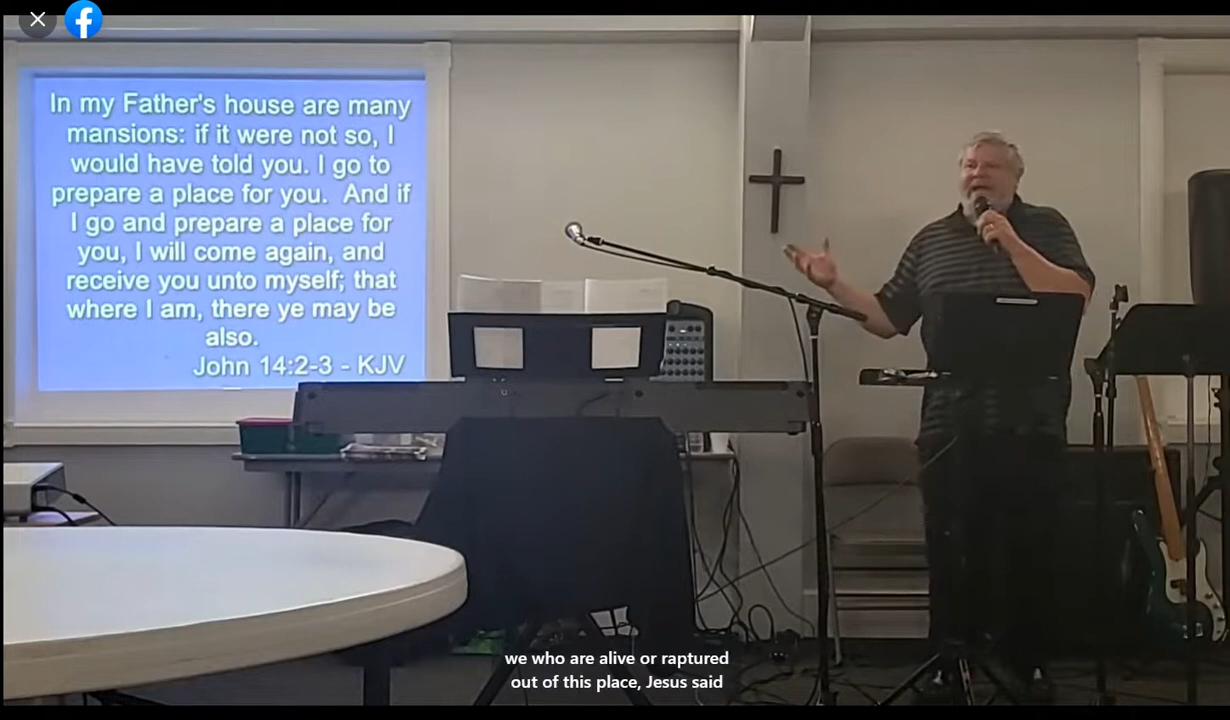 In my Father's house are many
mansions: if it were not so, I
would have told you. I go to
prepare a place for you.  And if
I go and prepare a place for
you, I will come again, and
receive you unto myself; that
where I am, there ye may be
also.
John 14:2-3 - KJV
we who are alive or raptured
out of this place, Jesus said